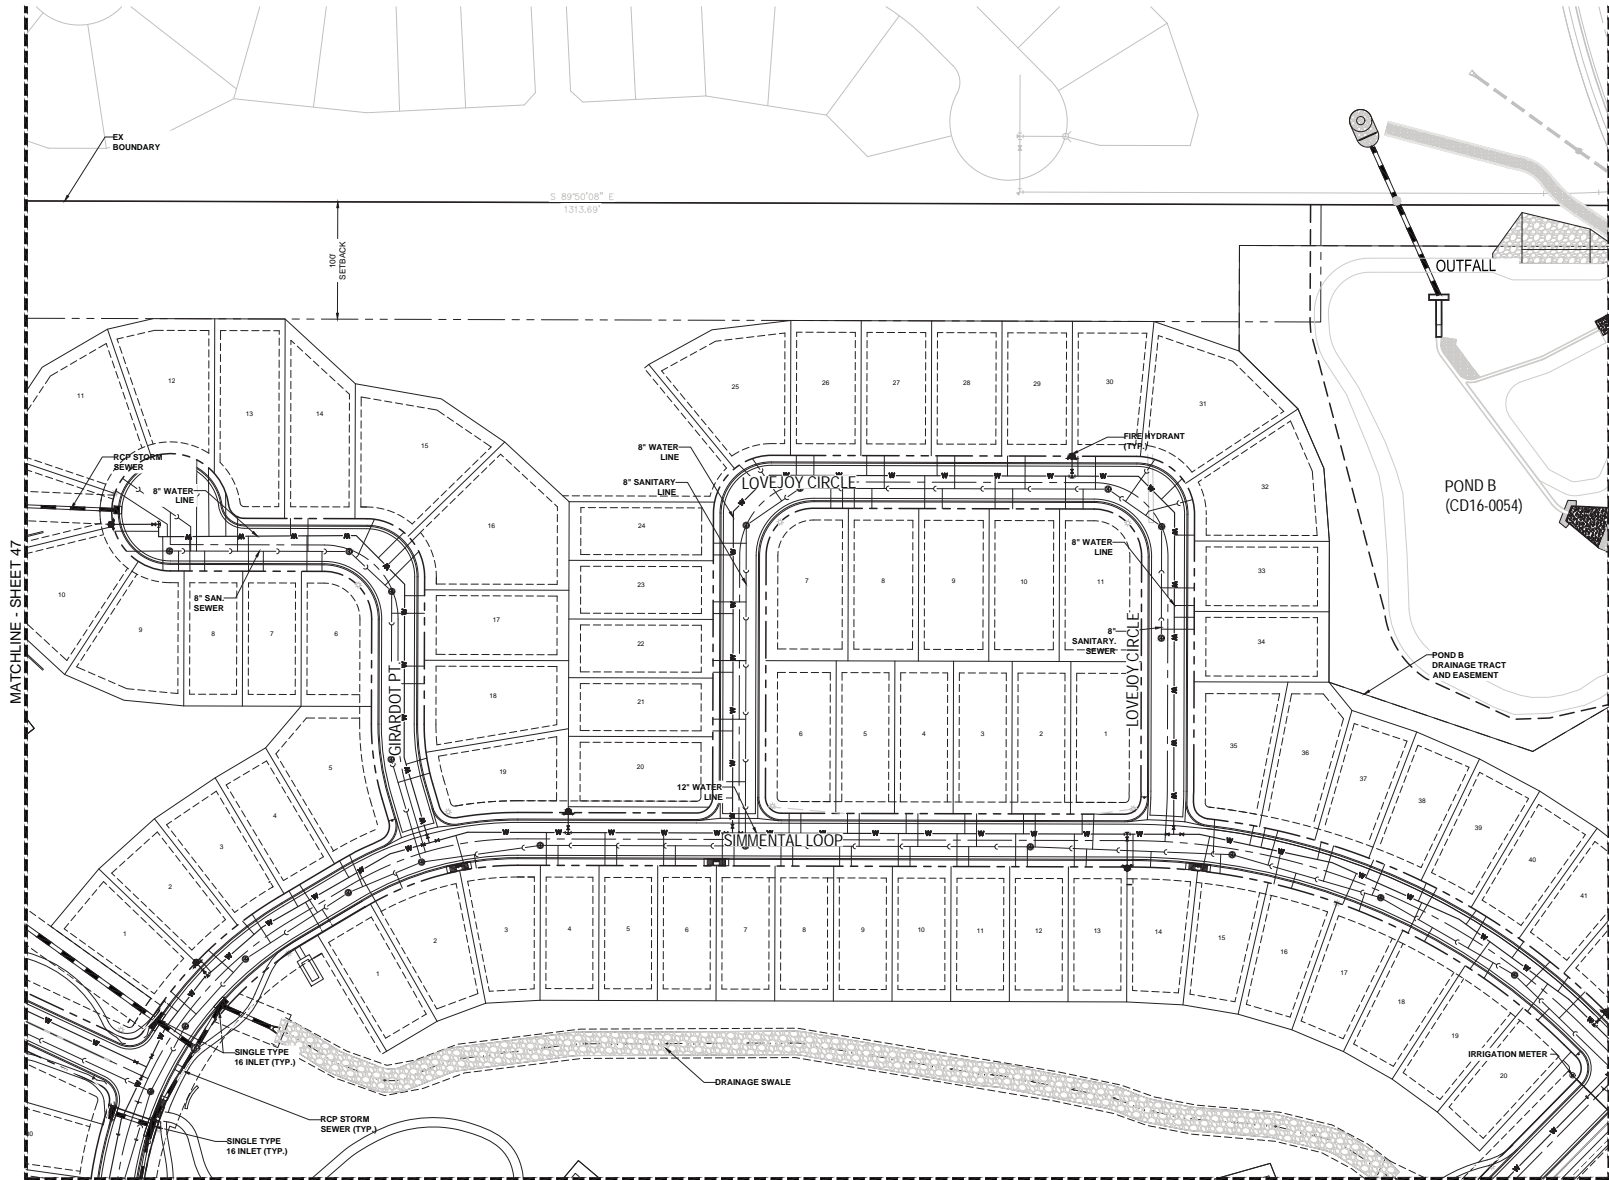 EX
BOUNDARY
S 89°50'08" E
1313.69'
100'
SETBACK
OUTFALL
POND B
(CD16-0054)
MATCHLINE - SHEET 47
11
12
13
14
15
25
26
27
28
29
30
31
RCP STORM
SEWER
8" WATER
LINE
8" WATER
LINE
8" SANITARY
LINE
LOVEJOY CIRCLE
FIRE HYDRANT
(TYP.)
32
16
24
8" WATER
LINE
23
7
8
9
10
11
33
10
9
8
7
6
8" SAN.
SEWER
17
22
8"
SANITARY.
SEWER
34
GIRARDOT PT
18
21
LOVEJOY CIRCLE
POND B
DRAINAGE TRACT
AND EASEMENT
5
19
20
6
5
4
3
2
1
35
36
37
38
39
40
41
12" WATER
LINE
SIMMENTAL LOOP
4
3
2
1
1
2
3
4
5
6
7
8
9
10
11
12
13
14
15
16
17
18
19
20
IRRIGATION METER
SINGLE TYPE
16 INLET (TYP.)
DRAINAGE SWALE
RCP STORM
SEWER (TYP.)
SINGLE TYPE
16 INLET (TYP.)